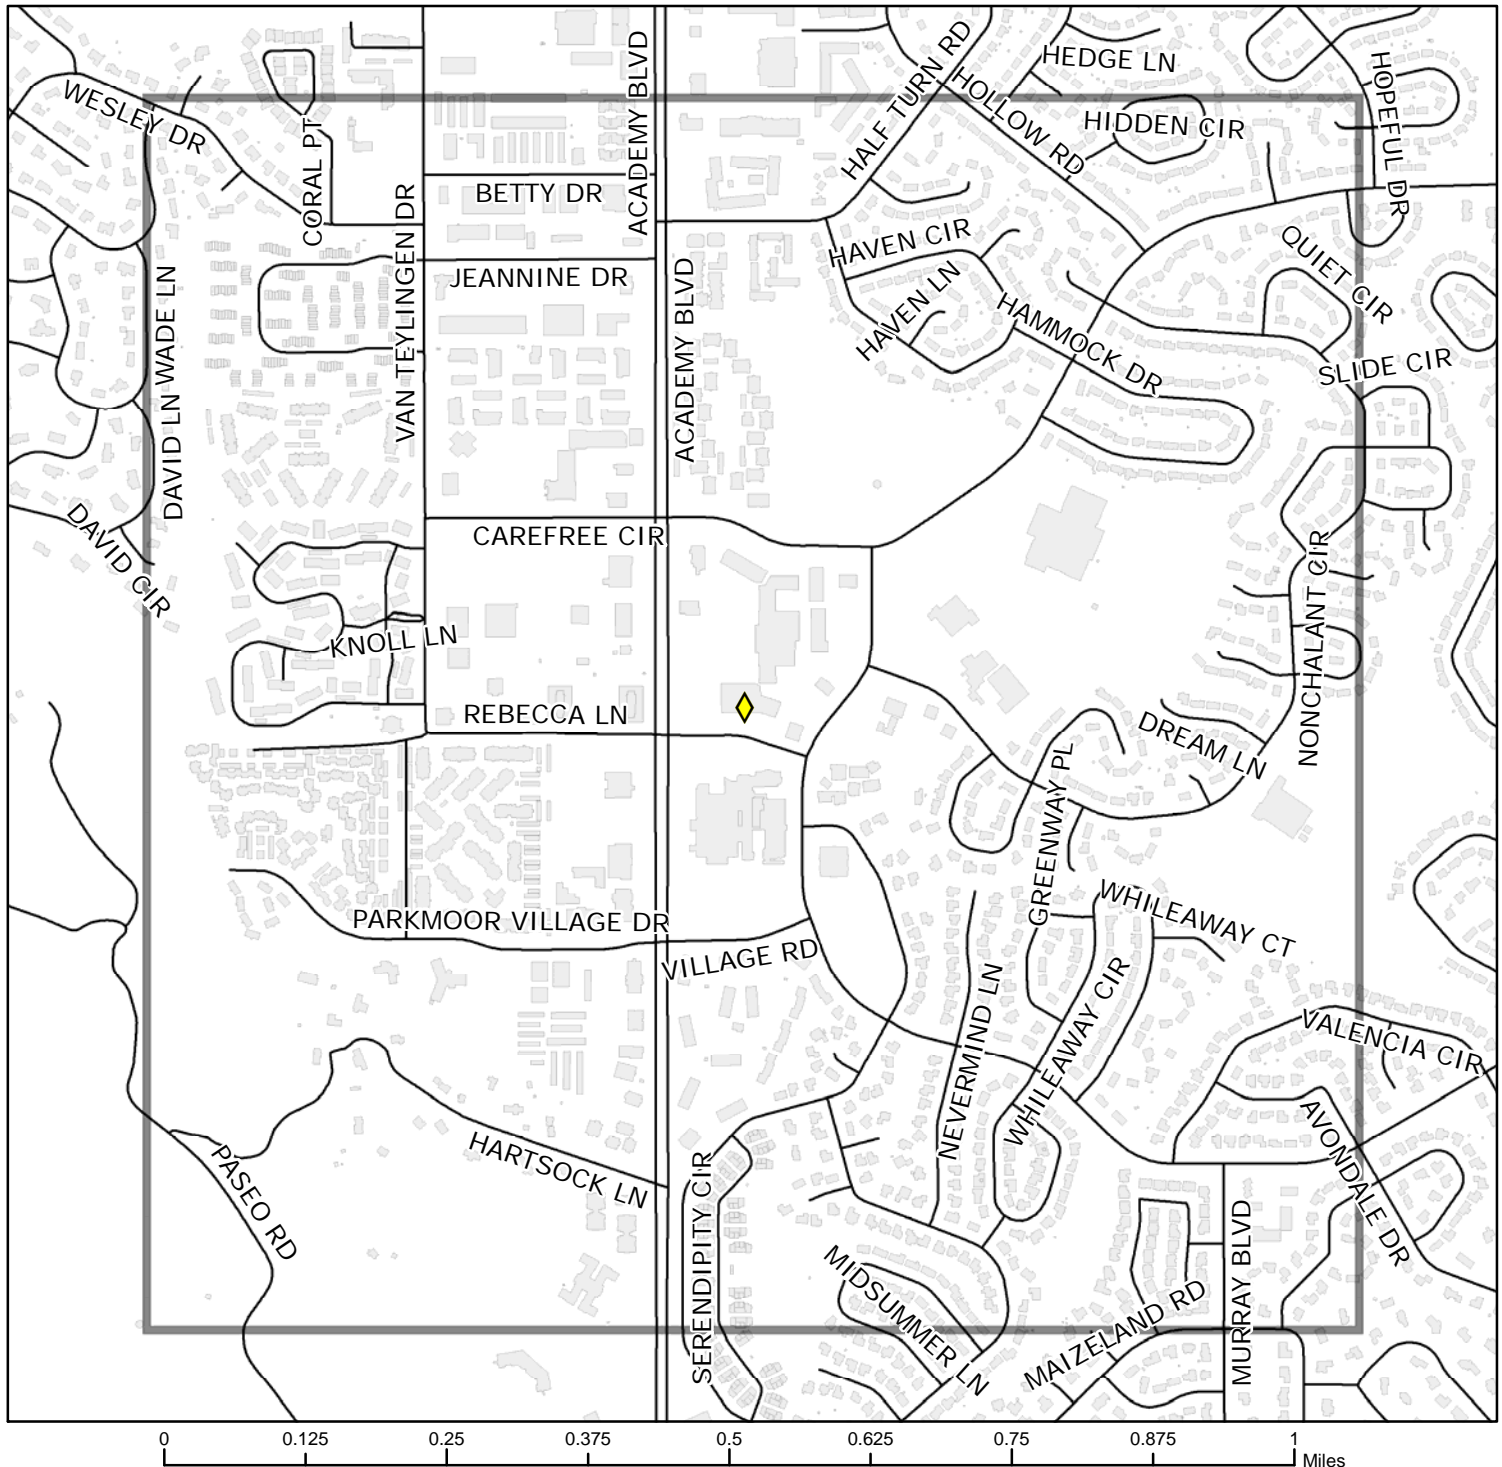 HEDGE LN
HALF TURN RD
HOLLOW RD
HOPEFUL DR
ACADEMY BLVD
WESLEY DR
HIDDEN CIR
CORAL PT
BETTY DR
VAN TEYLINGEN DR
HAVEN CIR
QUIET CIR
JEANNINE DR
DAVID LN WADE LN
ACADEMY BLVD
HAVEN LN
HAMMOCK DR
SLIDE CIR
DAVID CIR
CAREFREE CIR
NONCHALANT CIR
KNOLL LN
REBECCA LN
DREAM LN
GREENWAY PL
PARKMOOR VILLAGE DR
WHILEAWAY CT
VILLAGE RD
NEVERMIND LN
WHILEAWAY CIR
VALENCIA CIR
AVONDALE DR
HARTSOCK LN
PASEO RD
SERENDIPITY CIR
MIDSUMMER LN
MAIZELAND RD
MURRAY BLVD
0 0.125 0.25 0.375 0.5 0.625 0.75 0.875 1
Miles